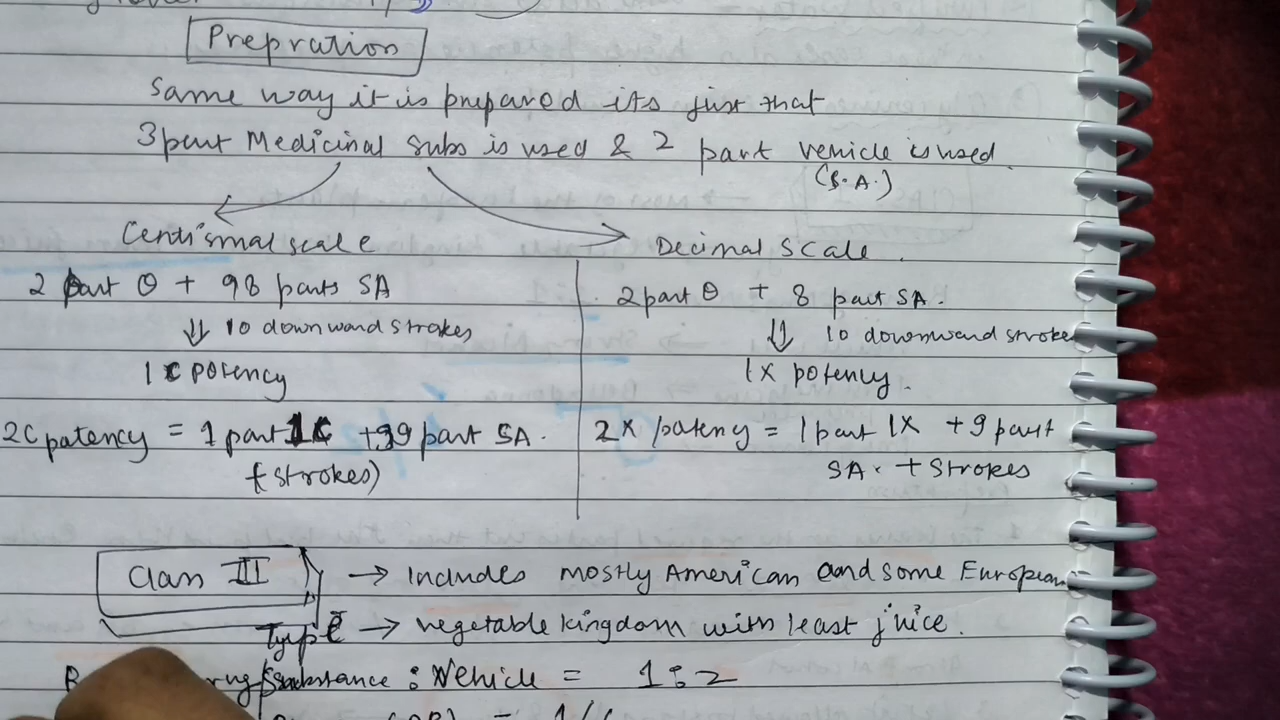 Prepration
Same way it is prepared its just that
3 part Medicinal subs is used & 2 part vehicle is used.
(S.A.)
Centismal scale
Decimal Scale.
2 part θ + 98 parts SA
2 part θ + 8 part SA.
⇓ 10 downward strokes
⇓ 10 downward stroke
1C potency
1X potency.
2C patency = 1 part 1C +99 part SA.
2X patency = 1 part 1X + 9 part
(strokes)
SA. + Strokes
Class III → Includes mostly American and some European
Type → vegetable kingdom with least juice.
substance : Vehicle = 1:2
= 1/6